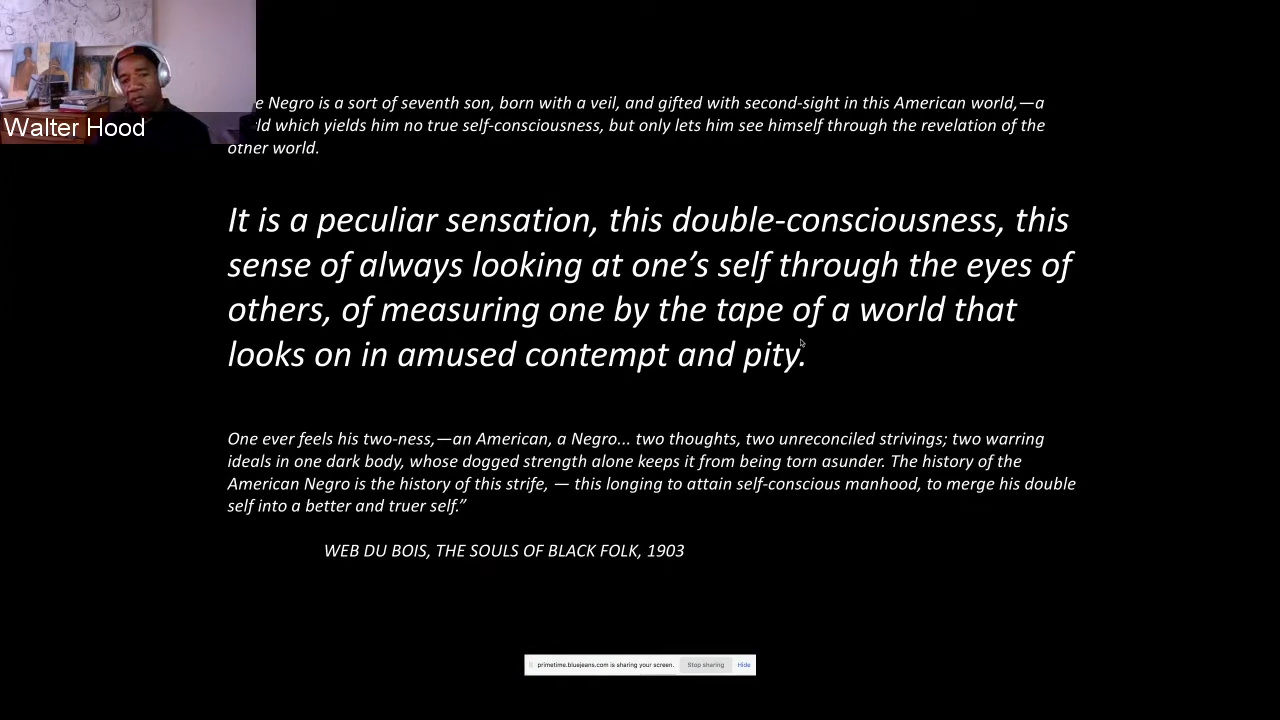 Walter Hood
Negro is a sort of seventh son, born with a veil, and gifted with second-sight in this American world,—a
which yields him no true self-consciousness, but only lets him see himself through the revelation of the
other world.
It is a peculiar sensation, this double-consciousness, this
sense of always looking at one’s self through the eyes of
others, of measuring one by the tape of a world that
looks on in amused contempt and pity.
One ever feels his two-ness,—an American, a Negro... two thoughts, two unreconciled strivings; two warring
ideals in one dark body, whose dogged strength alone keeps it from being torn asunder. The history of the
American Negro is the history of this strife, — this longing to attain self-conscious manhood, to merge his double
self into a better and truer self.”
WEB DU BOIS, THE SOULS OF BLACK FOLK, 1903
primetime.bluejeans.com is sharing your screen. Stop sharing Hide